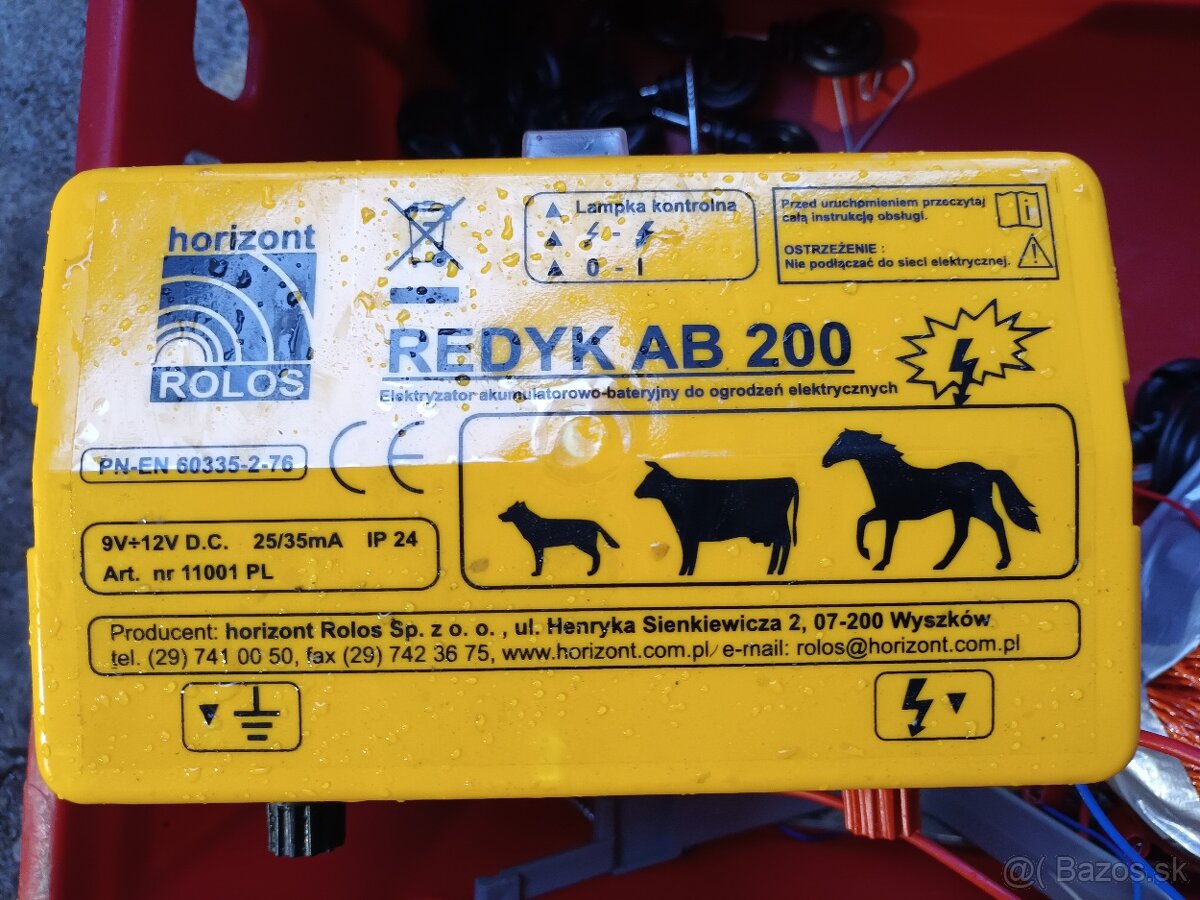 horizont
ROLOS
Lampka kontrolna
-
0 - I
Przed uruchomieniem przeczytaj
całą instrukcję obsługi.
OSTRZEŻENIE :
Nie podłączać do sieci elektrycznej.
REDYK AB 200
Elektryzator akumulatorowo-bateryjny do ogrodzeń elektrycznych
PN-EN 60335-2-76
CE
9V÷12V D.C. 25/35mA IP 24
Art. nr 11001 PL
Producent: horizont Rolos Sp. z o. o. , ul. Henryka Sienkiewicza 2, 07-200 Wyszków
tel. (29) 741 00 50, fax (29) 742 36 75, www.horizont.com.pl/ e-mail: rolos@horizont.com.pl
@( Bazos.sk